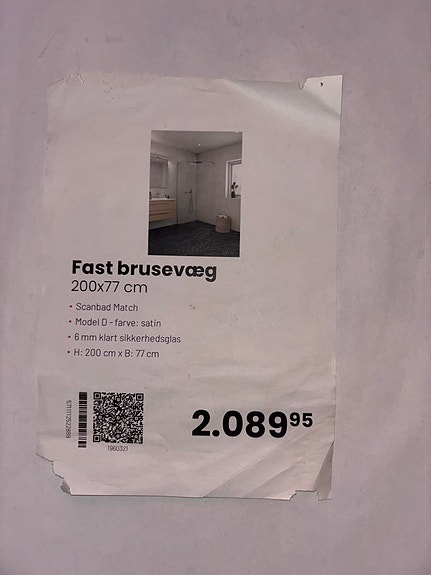 Fast brusevæg
200x77 cm
• Scanbad Match
• Model D - farve: satin
• 6 mm klart sikkerhedsglas
• H: 200 cm x B: 77 cm
2.089⁹⁵
1960321